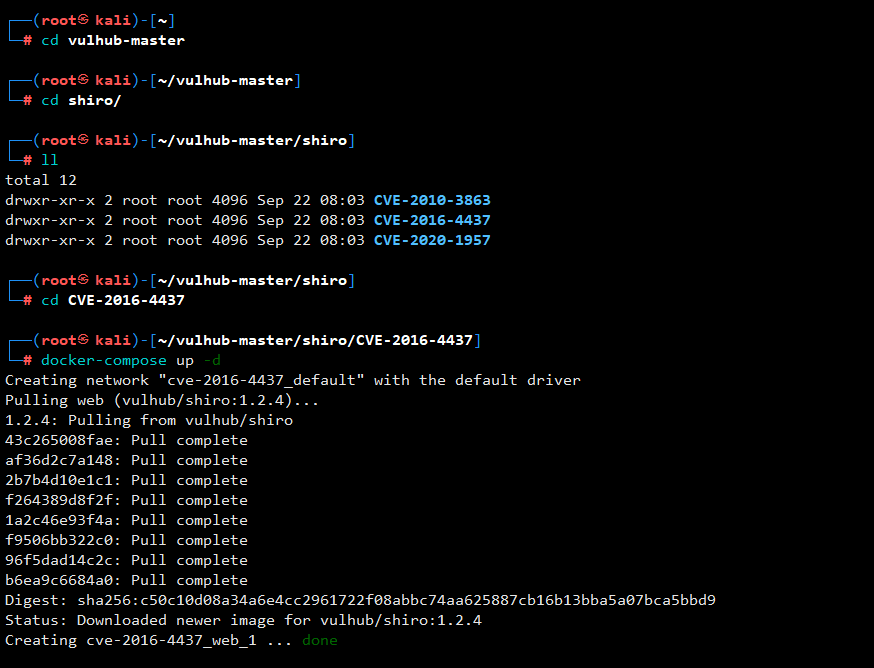 ┌──(root㉿kali)-[~]
└─# cd vulhub-master

┌──(root㉿kali)-[~/vulhub-master]
└─# cd shiro/

┌──(root㉿kali)-[~/vulhub-master/shiro]
└─# ll
total 12
drwxr-xr-x 2 root root 4096 Sep 22 08:03 CVE-2010-3863
drwxr-xr-x 2 root root 4096 Sep 22 08:03 CVE-2016-4437
drwxr-xr-x 2 root root 4096 Sep 22 08:03 CVE-2020-1957

┌──(root㉿kali)-[~/vulhub-master/shiro]
└─# cd CVE-2016-4437

┌──(root㉿kali)-[~/vulhub-master/shiro/CVE-2016-4437]
└─# docker-compose up -d
Creating network "cve-2016-4437_default" with the default driver
Pulling web (vulhub/shiro:1.2.4)...
1.2.4: Pulling from vulhub/shiro
43c265008fae: Pull complete
af36d2c7a148: Pull complete
2b7b4d10e1c1: Pull complete
f264389d8f2f: Pull complete
1a2c46e93f4a: Pull complete
f9506bb322c0: Pull complete
96f5dad14c2c: Pull complete
b6ea9c6684a0: Pull complete
Digest: sha256:c50c10d08a34a6e4cc2961722f08abbc74aa625887cb16b13bba5a07bca5bbd9
Status: Downloaded newer image for vulhub/shiro:1.2.4
Creating cve-2016-4437_web_1 ... done